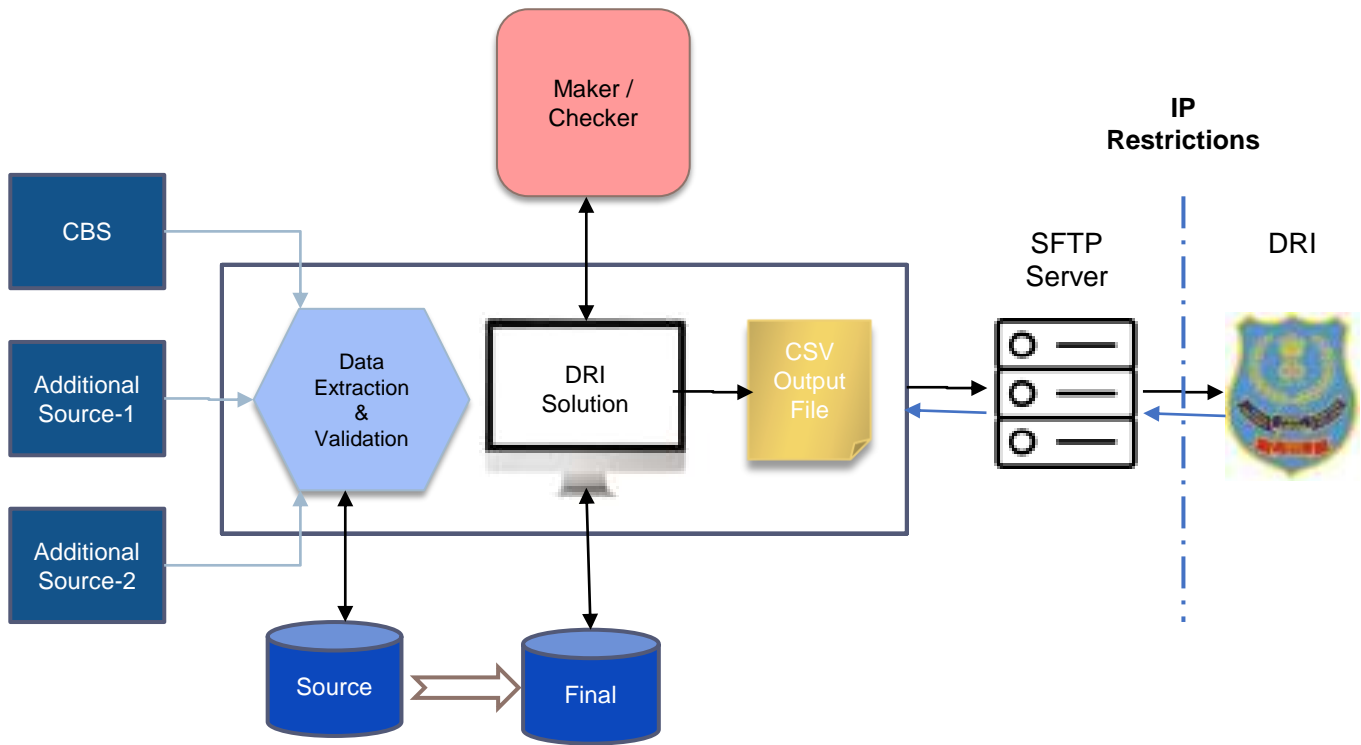 Maker /
Checker
IP
Restrictions
CBS
SFTP
Server
DRI
Additional
Source-1
Data
Extraction
&
Validation
DRI
Solution
CSV
Output
File
Additional
Source-2
Source
Final